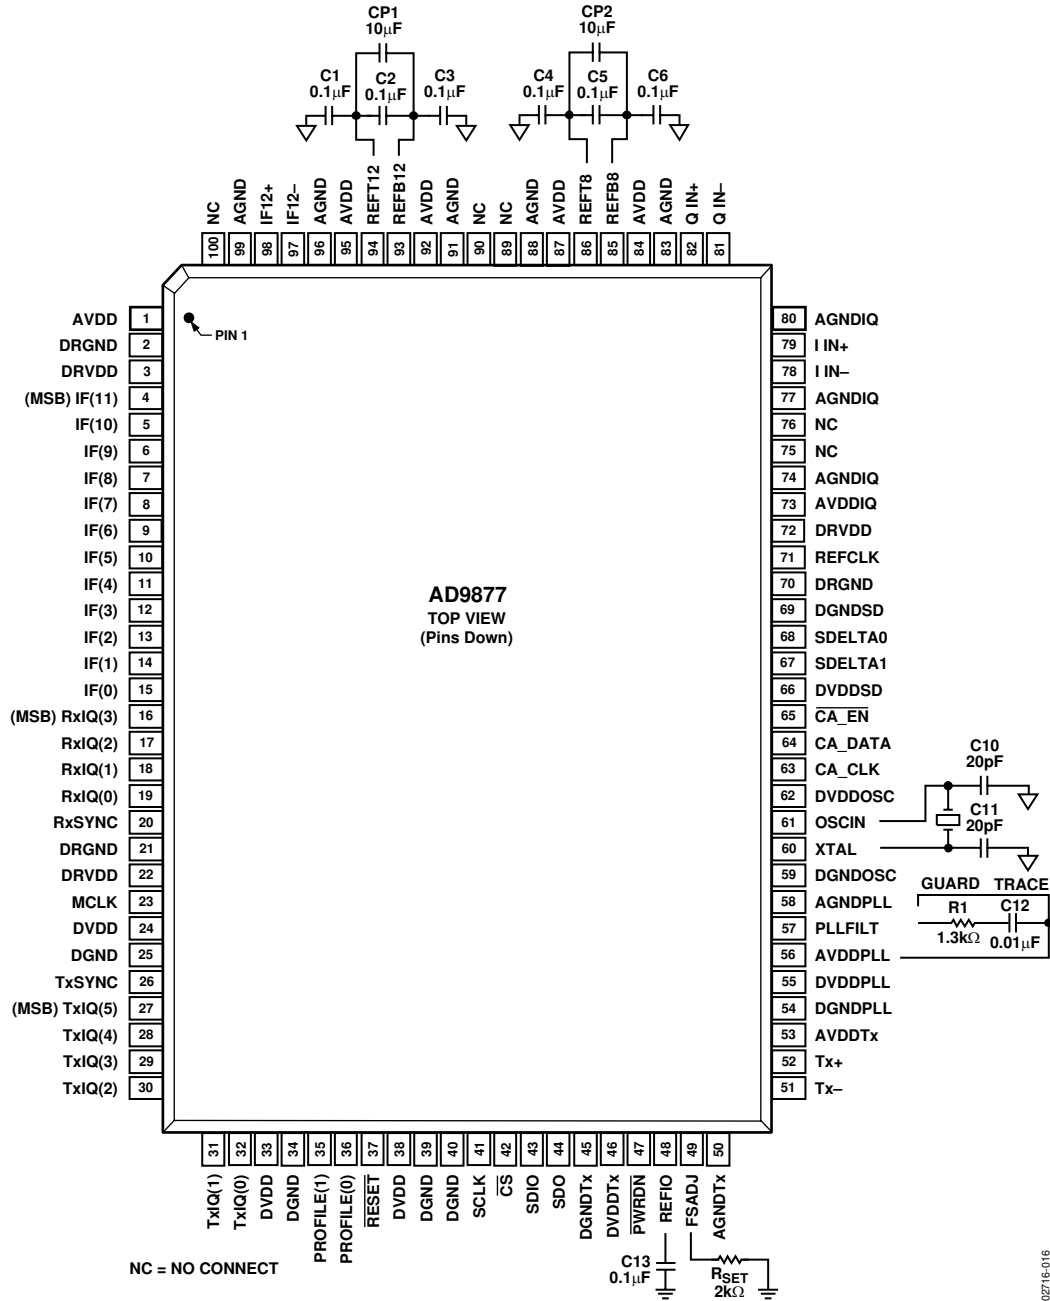 CP1
10µF
CP2
10µF
C1
0.1µF
C2
0.1µF
C3
0.1µF
C4
0.1µF
C5
0.1µF
C6
0.1µF
NC
AGND
IF12+
IF12–
AGND
AVDD
REFT12
REFB12
AVDD
AGND
NC
NC
AGND
AVDD
REFT8
REFB8
AVDD
AGND
Q IN+
Q IN–
100
99
98
97
96
95
94
93
92
91
90
89
88
87
86
85
84
83
82
81
PIN 1
AVDD 1
DRGND 2
DRVDD 3
(MSB) IF(11) 4
IF(10) 5
IF(9) 6
IF(8) 7
IF(7) 8
IF(6) 9
IF(5) 10
IF(4) 11
IF(3) 12
IF(2) 13
IF(1) 14
IF(0) 15
(MSB) RxIQ(3) 16
RxIQ(2) 17
RxIQ(1) 18
RxIQ(0) 19
RxSYNC 20
DRGND 21
DRVDD 22
MCLK 23
DVDD 24
DGND 25
TxSYNC 26
(MSB) TxIQ(5) 27
TxIQ(4) 28
TxIQ(3) 29
TxIQ(2) 30
AD9877
TOP VIEW
(Pins Down)
80 AGNDIQ
79 I IN+
78 I IN–
77 AGNDIQ
76 NC
75 NC
74 AGNDIQ
73 AVDDIQ
72 DRVDD
71 REFCLK
70 DRGND
69 DGNDSD
68 SDELTA0
67 SDELTA1
66 DVDDSD
65 CA_EN
64 CA_DATA
63 CA_CLK
62 DVDDOSC
61 OSCIN
60 XTAL
59 DGNDOSC
58 AGNDPLL
57 PLLFILT
56 AVDDPLL
55 DVDDPLL
54 DGNDPLL
53 AVDDTx
52 Tx+
51 Tx–
C10
20pF
C11
20pF
GUARD TRACE
R1
1.3kΩ
C12
0.01µF
31
32
33
34
35
36
37
38
39
40
41
42
43
44
45
46
47
48
49
50
TxIQ(1)
TxIQ(0)
DVDD
DGND
PROFILE(1)
PROFILE(0)
RESET
DVDD
DGND
DGND
SCLK
CS
SDIO
SDO
DGNDTx
DVDDTx
PWRDN
REFIO
FSADJ
AGNDTx
C13
0.1µF
RSET
2kΩ
NC = NO CONNECT
02716-016